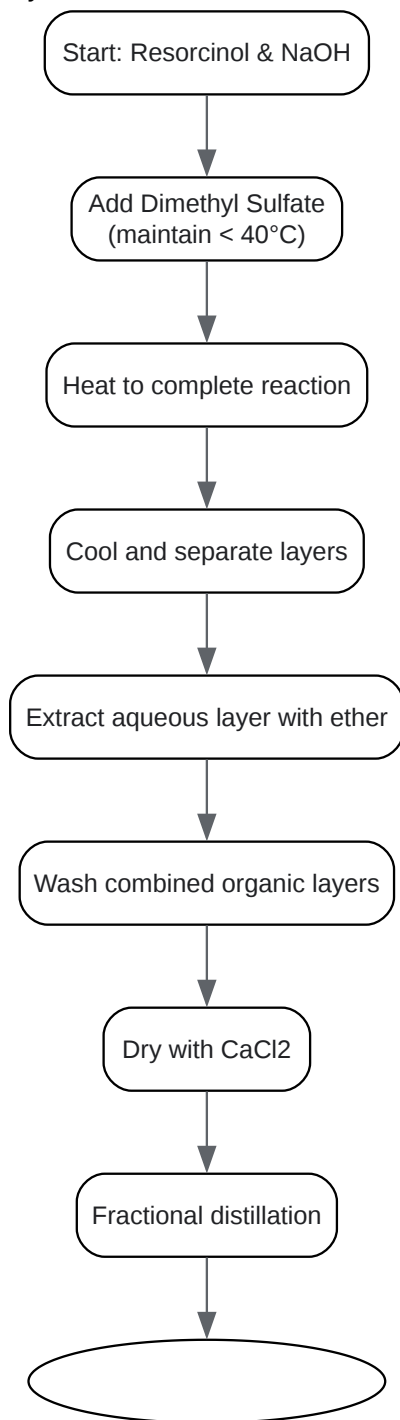 Start: Resorcinol & NaOH
Add Dimethyl Sulfate
(maintain < 40°C)
Heat to complete reaction
Cool and separate layers
Extract aqueous layer with ether
Wash combined organic layers
Dry with CaCl2
Fractional distillation